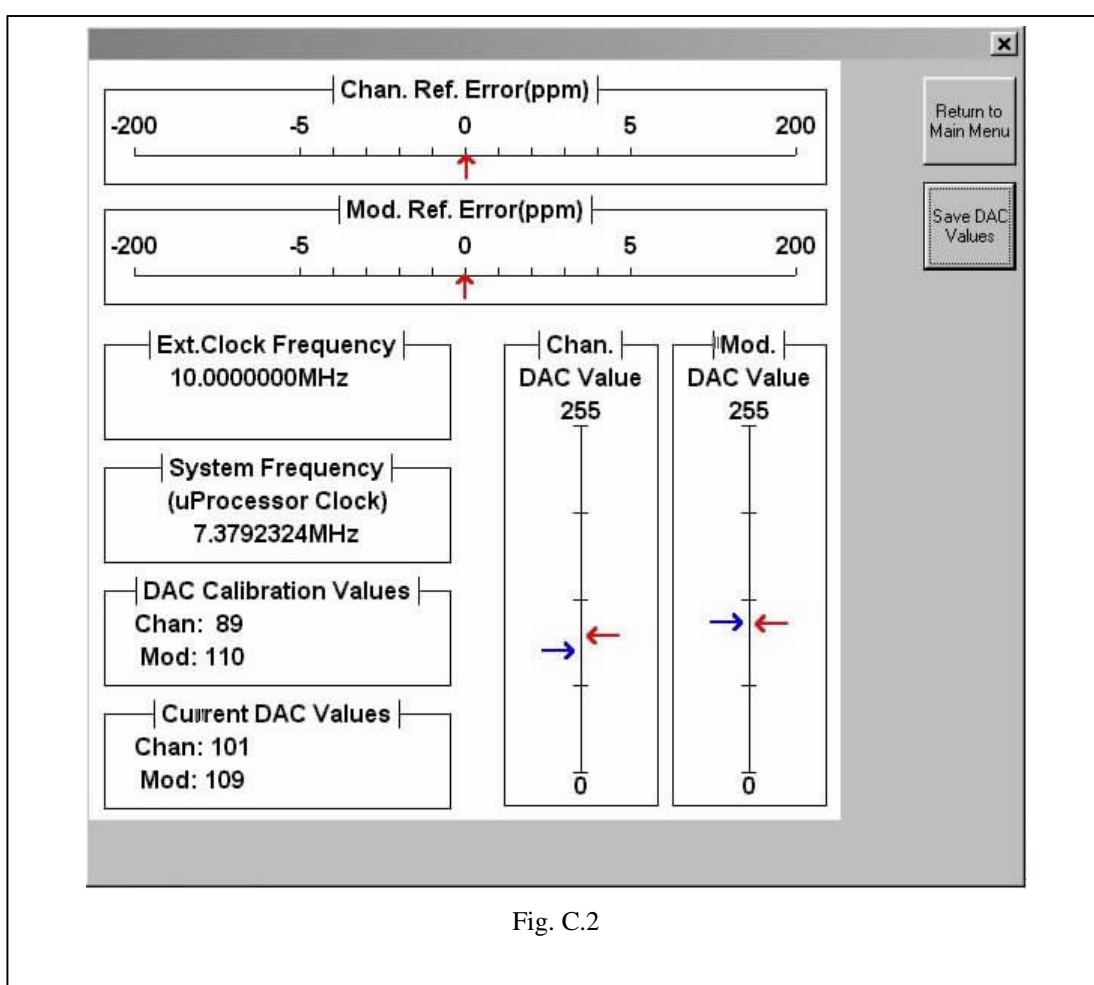 Chan. Ref. Error(ppm)
-200 -5 0 5 200
Mod. Ref. Error(ppm)
-200 -5 0 5 200
Return to
Main Menu
Save DAC
Values
Ext.Clock Frequency
10.0000000MHz
System Frequency
(uProcessor Clock)
7.3792324MHz
DAC Calibration Values
Chan: 89
Mod: 110
Current DAC Values
Chan: 101
Mod: 109
Chan.
DAC Value
255
0
Mod.
DAC Value
255
0
Fig. C.2